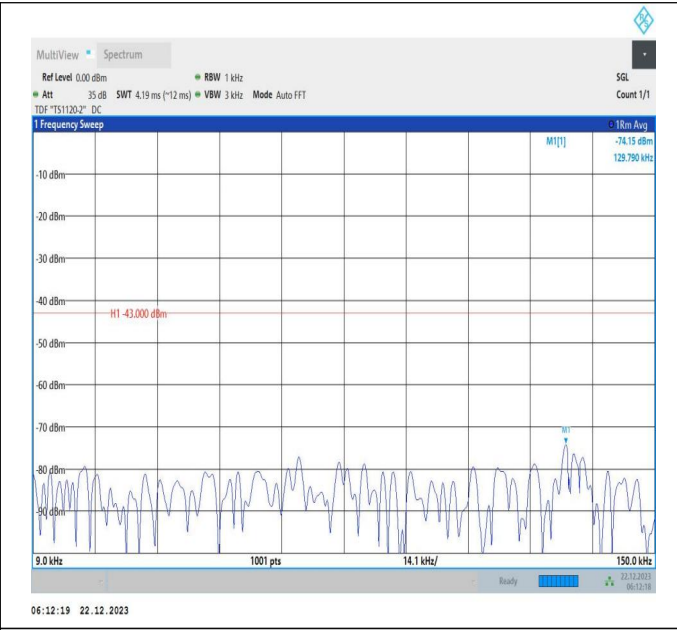 MultiView Spectrum
Ref Level 0.00 dBm RBW 1 kHz SGL
Att 35 dB SWT 4.19 ms (~12 ms) VBW 3 kHz Mode Auto FFT Count 1/1
TDF "TS1120-2" DC
1 Frequency Sweep 1Rm Avg
M1[1] -74.15 dBm
129.790 kHz
-10 dBm
-20 dBm
-30 dBm
-40 dBm
H1 -43.000 dBm
-50 dBm
-60 dBm
-70 dBm
M1
-80 dBm
-90 dBm
9.0 kHz 1001 pts 14.1 kHz/ 150.0 kHz
Ready 22.12.2023
06:12:18
06:12:19 22.12.2023